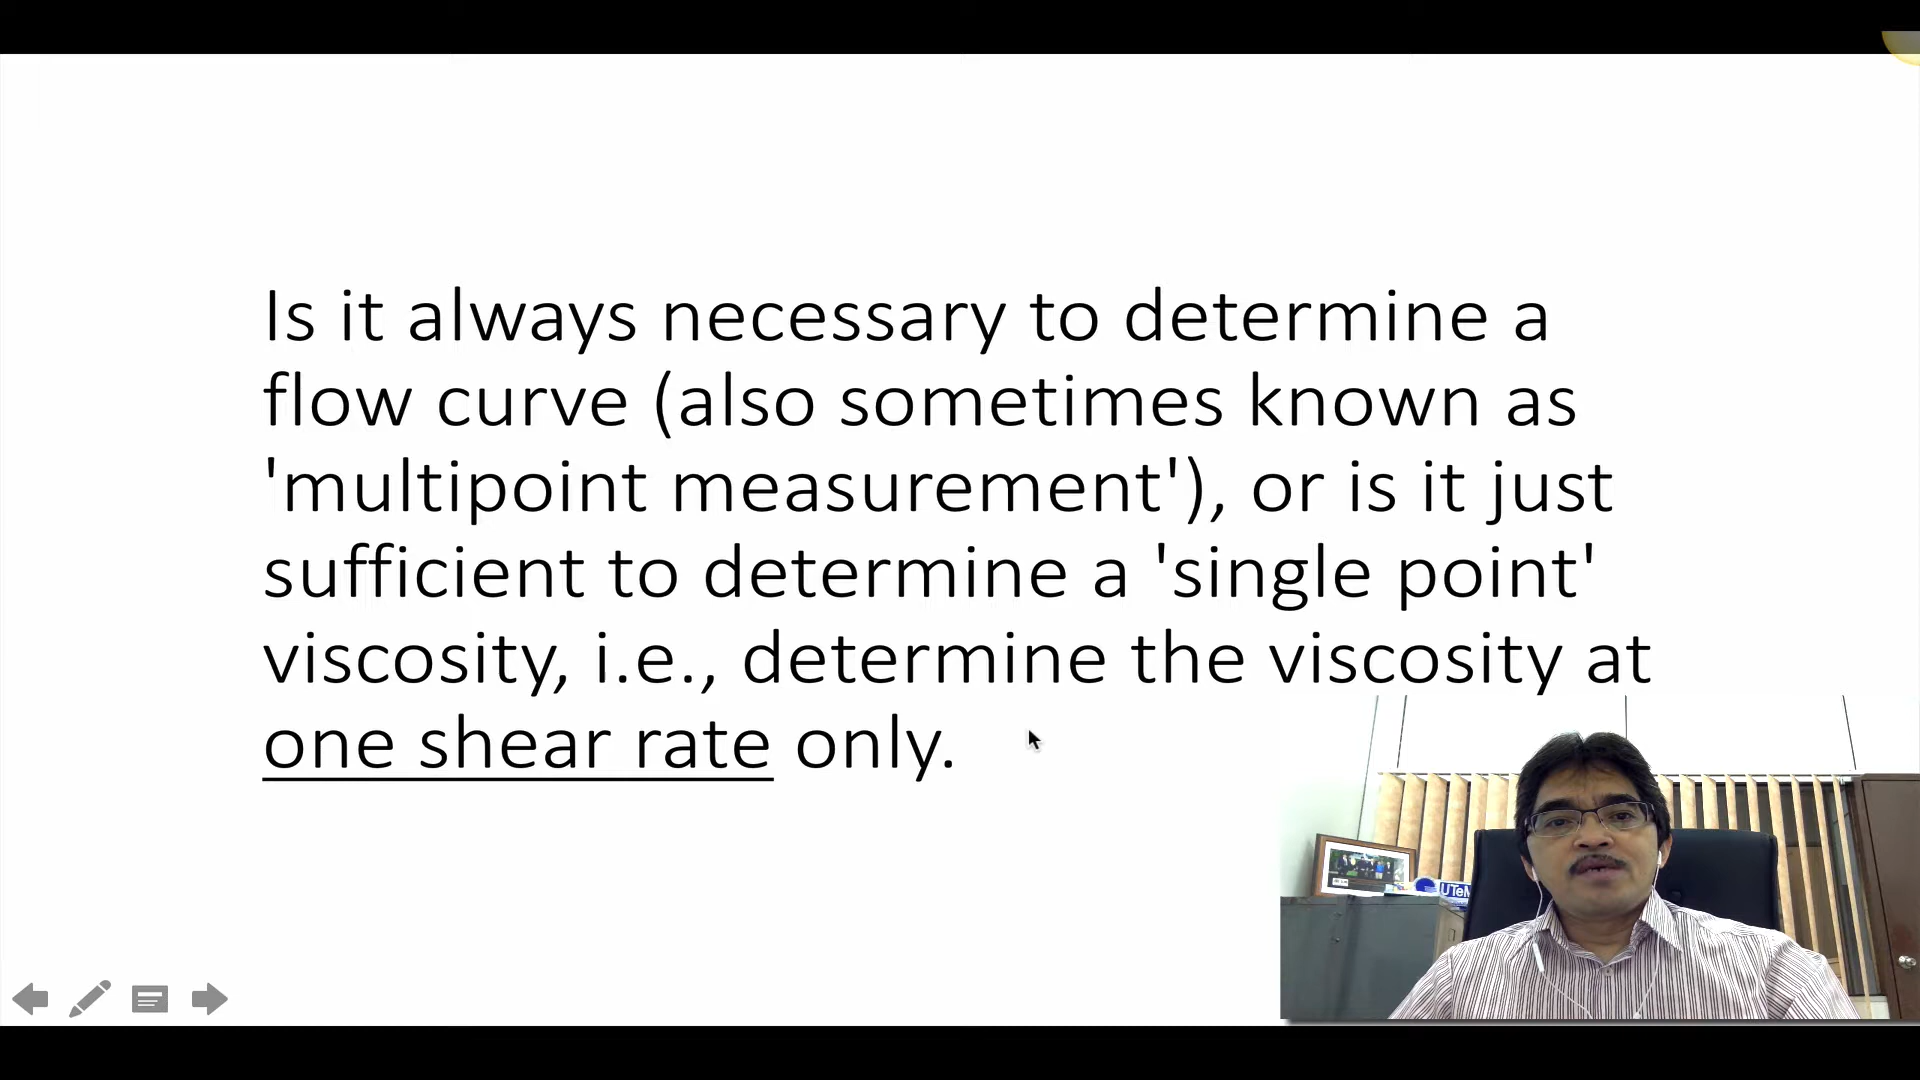 Is it always necessary to determine a
flow curve (also sometimes known as
'multipoint measurement'), or is it just
sufficient to determine a 'single point'
viscosity, i.e., determine the viscosity at
one shear rate only.
UTeM